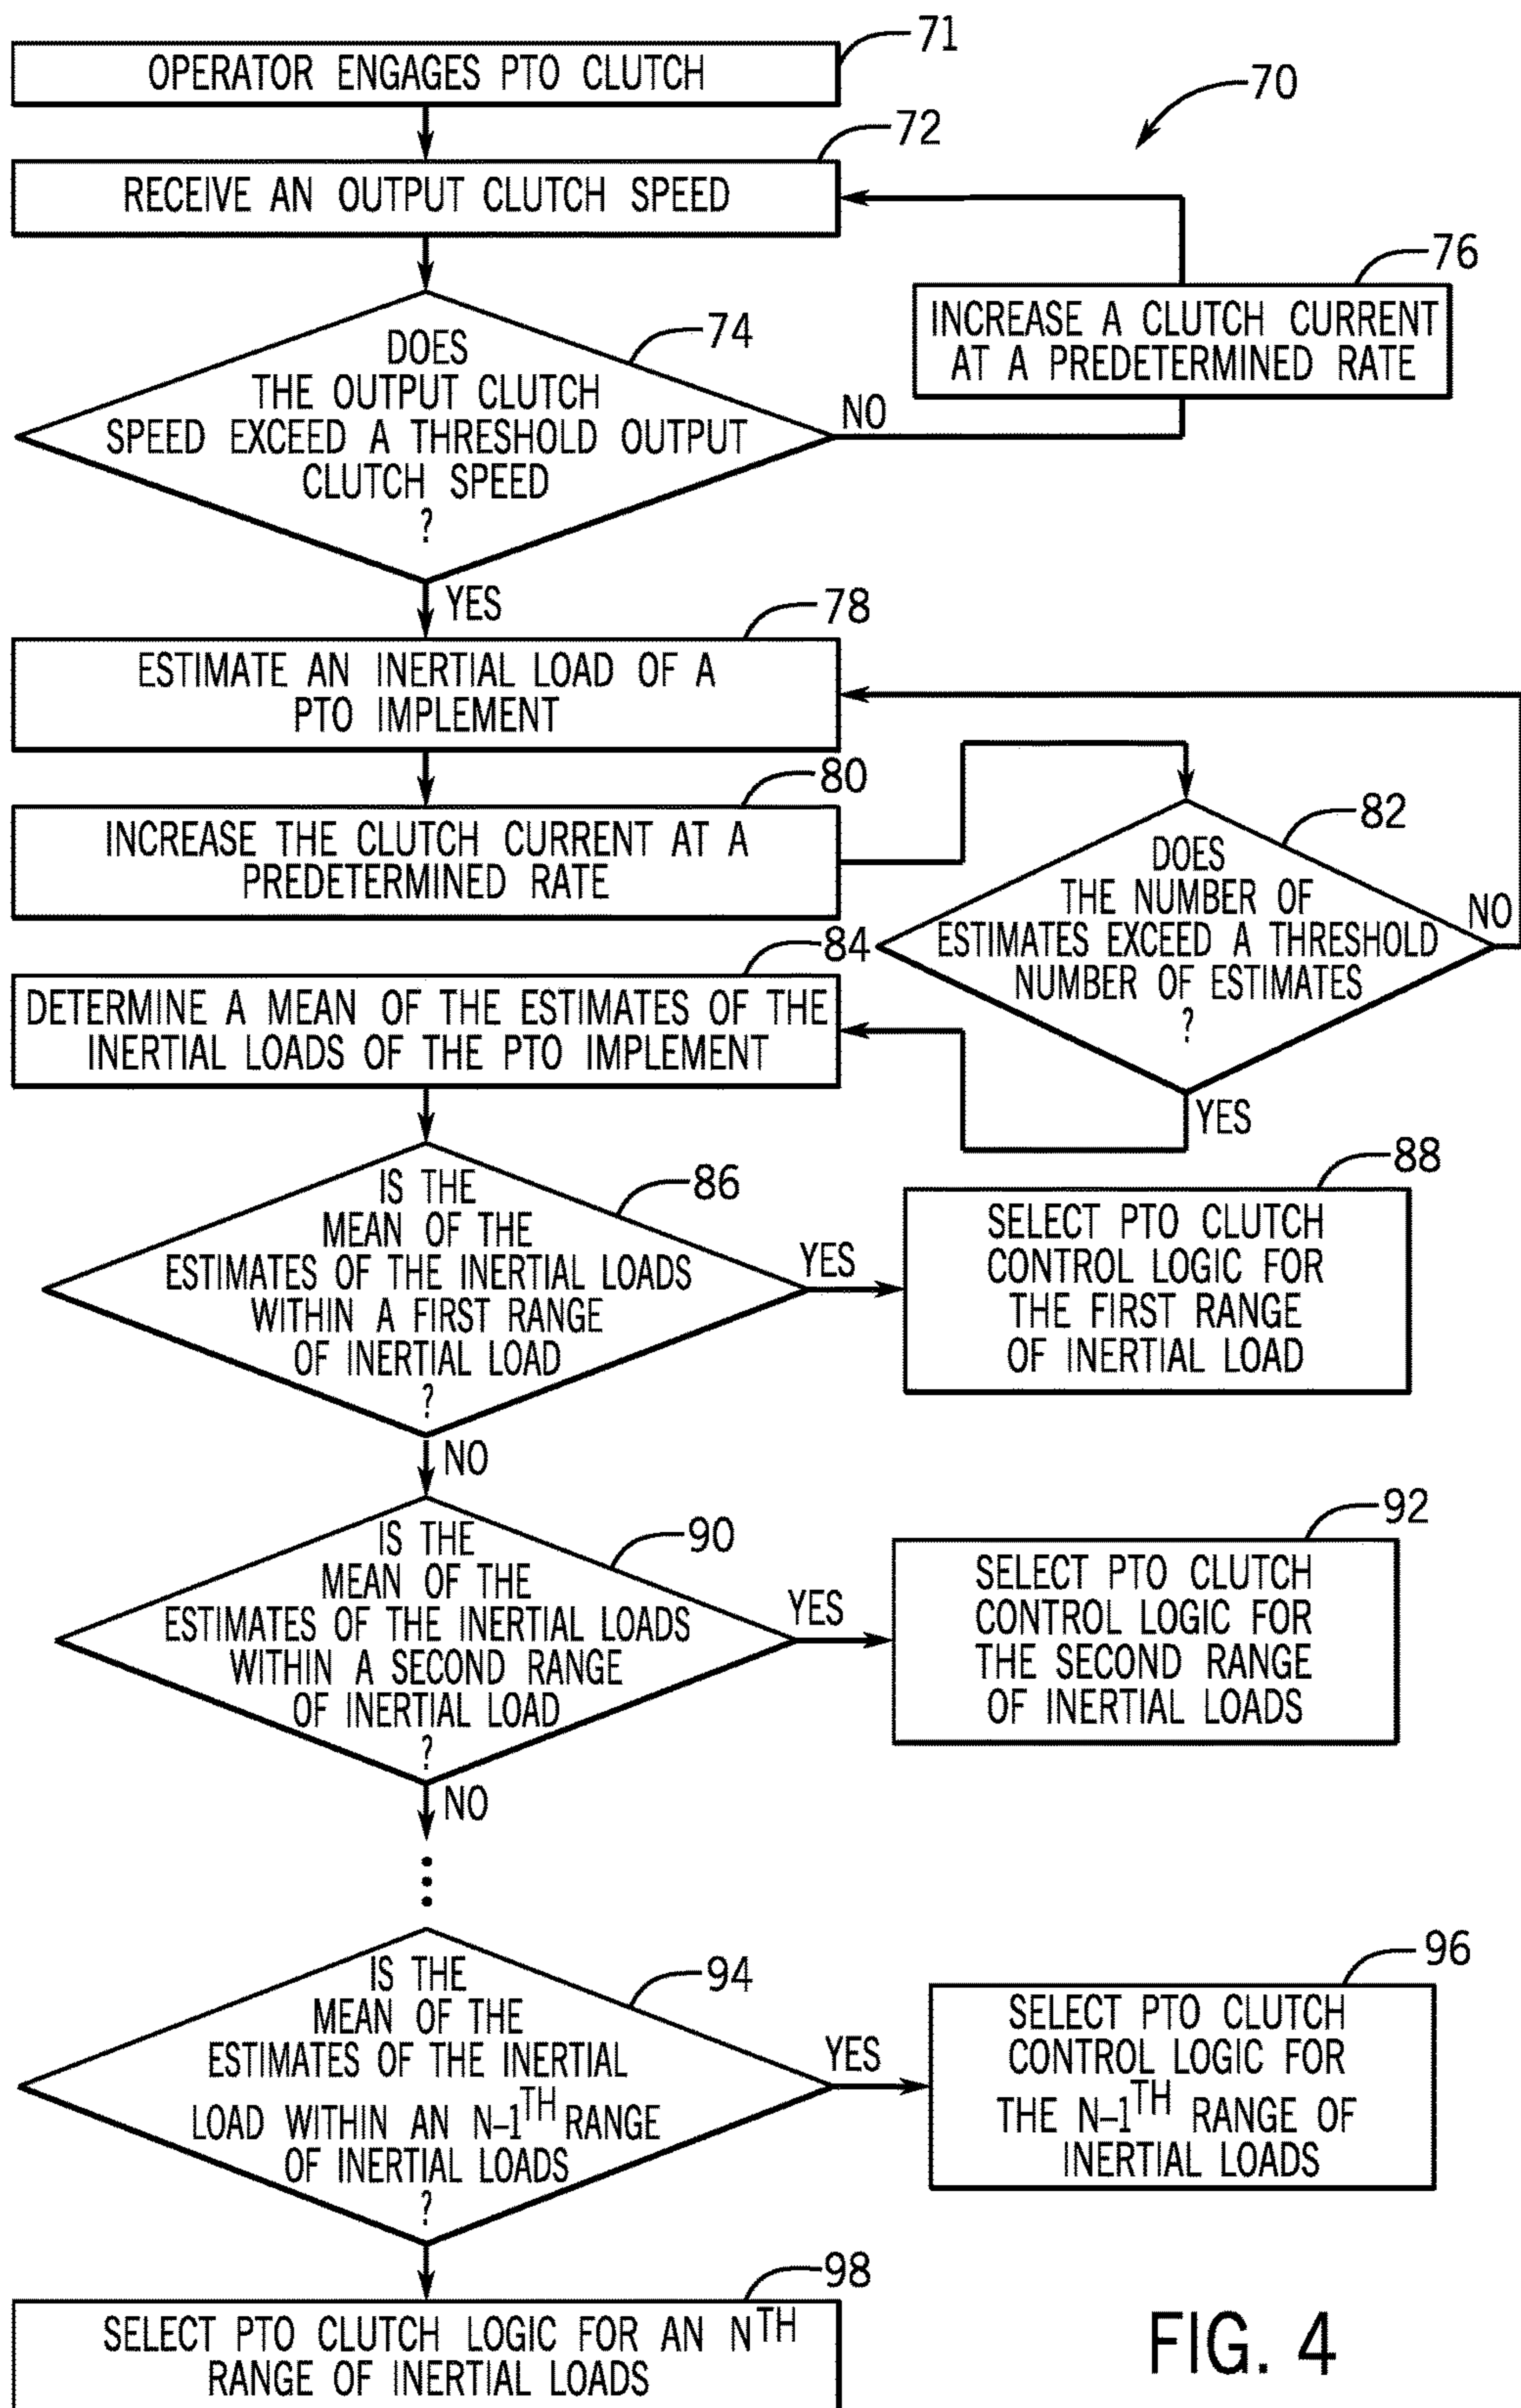 71
OPERATOR ENGAGES PTO CLUTCH
70
72
RECEIVE AN OUTPUT CLUTCH SPEED
76
INCREASE A CLUTCH CURRENT
AT A PREDETERMINED RATE
74
DOES
THE OUTPUT CLUTCH
SPEED EXCEED A THRESHOLD OUTPUT
CLUTCH SPEED
?
NO
YES
78
ESTIMATE AN INERTIAL LOAD OF A
PTO IMPLEMENT
80
INCREASE THE CLUTCH CURRENT AT A
PREDETERMINED RATE
82
DOES
THE NUMBER OF
ESTIMATES EXCEED A THRESHOLD
NUMBER OF ESTIMATES
?
NO
YES
84
DETERMINE A MEAN OF THE ESTIMATES OF THE
INERTIAL LOADS OF THE PTO IMPLEMENT
86
IS THE
MEAN OF THE
ESTIMATES OF THE INERTIAL LOADS
WITHIN A FIRST RANGE
OF INERTIAL LOAD
?
YES
NO
88
SELECT PTO CLUTCH
CONTROL LOGIC FOR
THE FIRST RANGE
OF INERTIAL LOAD
90
IS THE
MEAN OF THE
ESTIMATES OF THE INERTIAL LOADS
WITHIN A SECOND RANGE
OF INERTIAL LOAD
?
YES
NO
92
SELECT PTO CLUTCH
CONTROL LOGIC FOR
THE SECOND RANGE
OF INERTIAL LOADS
94
IS THE
MEAN OF THE
ESTIMATES OF THE INERTIAL
LOAD WITHIN AN N–1TH RANGE
OF INERTIAL LOADS
?
YES
96
SELECT PTO CLUTCH
CONTROL LOGIC FOR
THE N–1TH RANGE OF
INERTIAL LOADS
98
SELECT PTO CLUTCH LOGIC FOR AN NTH
RANGE OF INERTIAL LOADS
FIG. 4